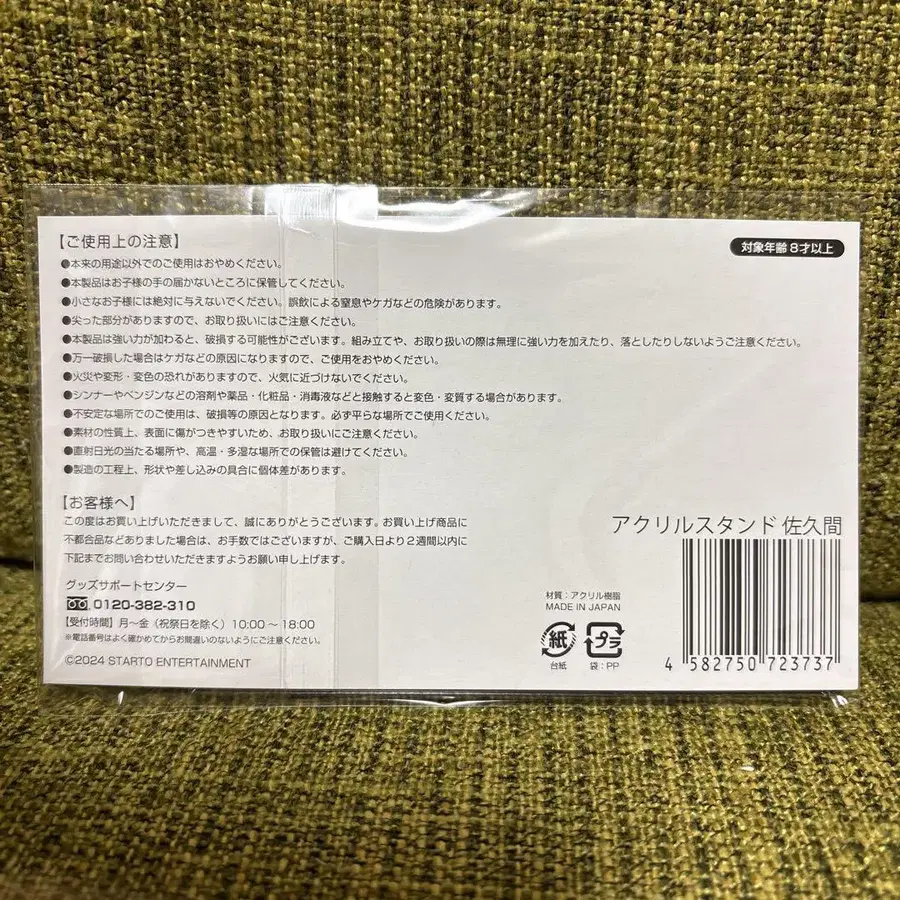 【ご使用上の注意】
対象年齢8才以上
●本来の用途以外でのご使用はおやめください。
●本製品はお子様の手の届かないところに保管してください。
●小さなお子様には絶対に与えないでください。誤飲による窒息やケガなどの危険があります。
●尖った部分がありますので、お取り扱いにはご注意ください。
●本製品は強い力が加わると、破損する可能性がございます。組み立てや、お取り扱いの際は無理に強い力を加えたり、落としたりしないようご注意ください。
●万一破損した場合はケガなどの原因になりますので、ご使用をおやめください。
●火災や変形・変色の恐れがありますので、火気に近づけないでください。
●シンナーやベンジンなどの溶剤や薬品・化粧品・消毒液などと接触すると変色・変質する場合があります。
●不安定な場所でのご使用は、破損等の原因となります。必ず平らな場所でご使用ください。
●素材の性質上、表面に傷がつきやすいため、お取り扱いにご注意ください。
●直射日光の当たる場所や、高温・多湿な場所での保管は避けてください。
●製造の工程上、形状や差し込みの具合に個体差があります。
【お客様へ】
この度はお買い上げいただきまして、誠にありがとうございます。お買い上げ商品に
不都合品などありました場合は、お手数ではございますが、ご購入日より2週間以内に
下記までお問い合わせいただきますようお願い申し上げます。
グッズサポートセンター
0120-382-310
【受付時間】月〜金（祝祭日を除く）10:00〜18:00
※電話番号はよく確かめてからお間違いのないようにご注意ください。
©2024 STARTO ENTERTAINMENT
アクリルスタンド 佐久間
材質：アクリル樹脂
MADE IN JAPAN
紙
プラ
台紙
袋：PP
4 582750 723737